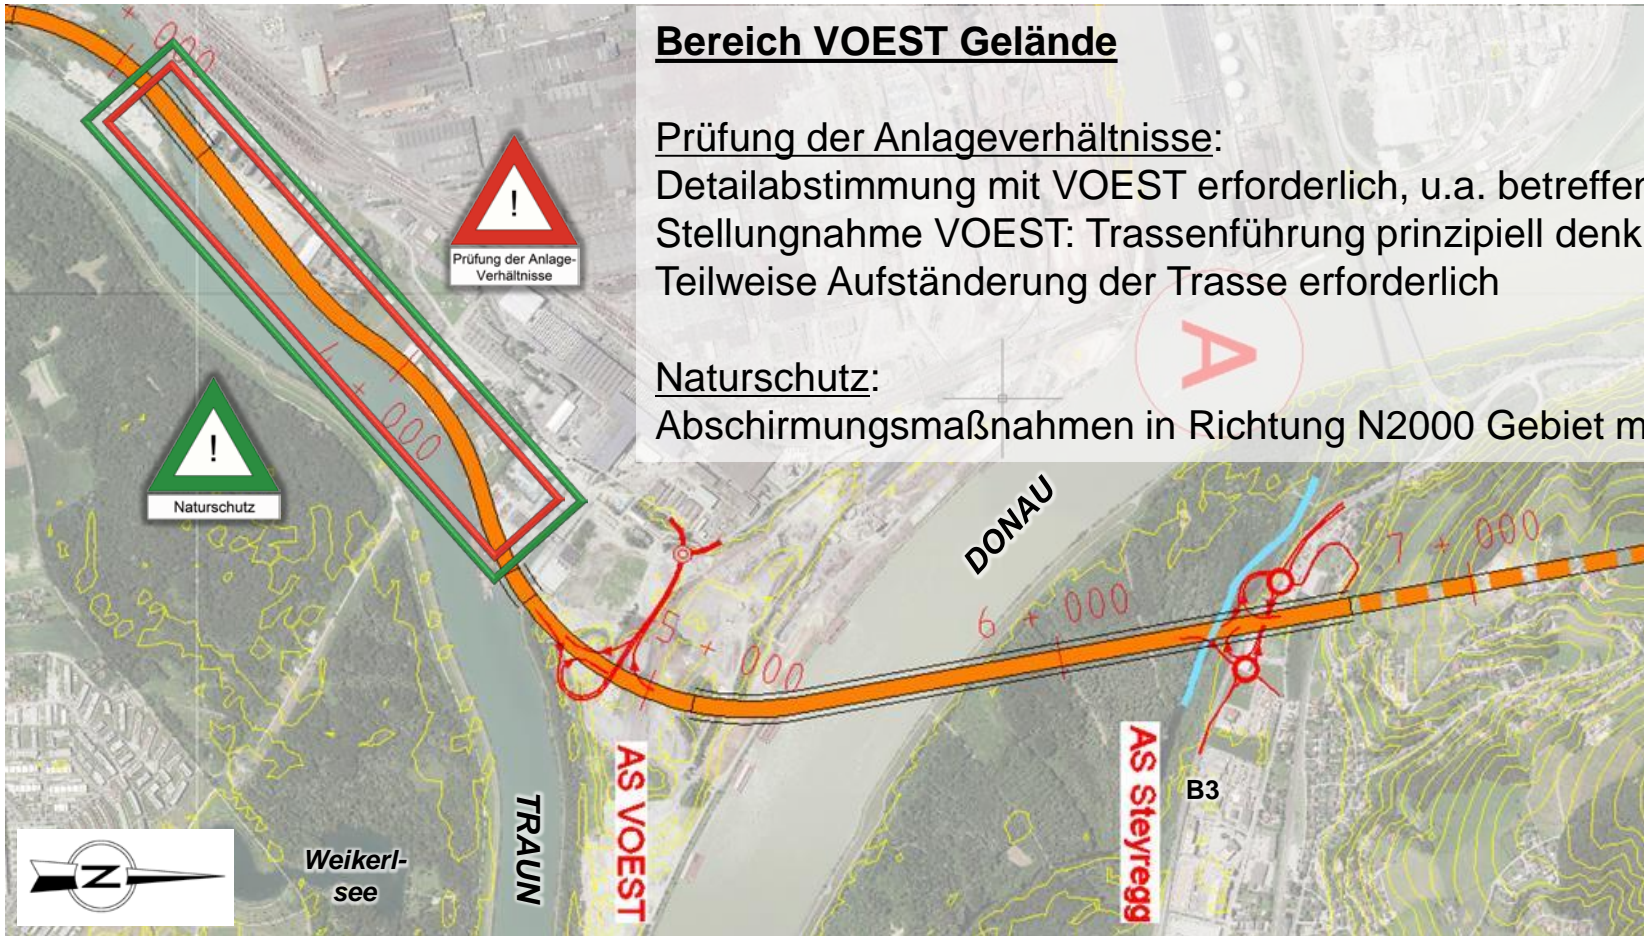 Bereich VOEST Gelände
Prüfung der Anlageverhältnisse:
Detailabstimmung mit VOEST erforderlich, u.a.
Stellungnahme VOEST: Trassenführung prinzipiell
Teilweise Aufständerung der Trasse erforderlich
Naturschutz:
Abschirmungsmaßnahmen in Richtung N2000 Gebiet
!
Prüfung der Anlage-
Verhältnisse
!
Naturschutz
A
4 + 000
5 + 000
6 + 000
7 + 000
DONAU
TRAUN
AS VOEST
AS Steyregg
B3
Weikerl-
see
Z